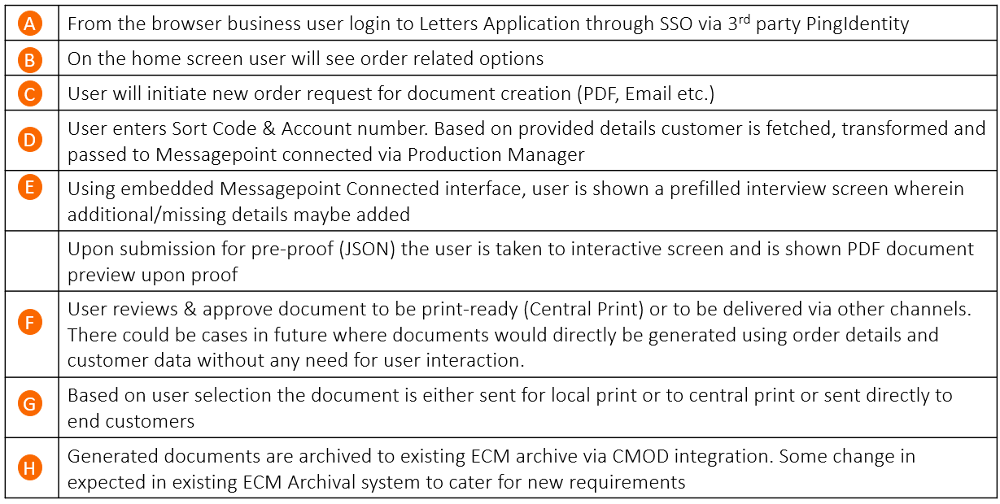 A From the browser business user login to Letters Application through SSO via 3rd party PingIdentity
B On the home screen user will see order related options
C User will initiate new order request for document creation (PDF, Email etc.)
D User enters Sort Code & Account number. Based on provided details customer is fetched, transformed and
passed to Messagepoint connected via Production Manager
E Using embedded Messagepoint Connected interface, user is shown a prefilled interview screen wherein
additional/missing details maybe added
Upon submission for pre-proof (JSON) the user is taken to interactive screen and is shown PDF document
preview upon proof
F User reviews & approve document to be print-ready (Central Print) or to be delivered via other channels.
There could be cases in future where documents would directly be generated using order details and
customer data without any need for user interaction.
G Based on user selection the document is either sent for local print or to central print or sent directly to
end customers
H Generated documents are archived to existing ECM archive via CMOD integration. Some change in
expected in existing ECM Archival system to cater for new requirements